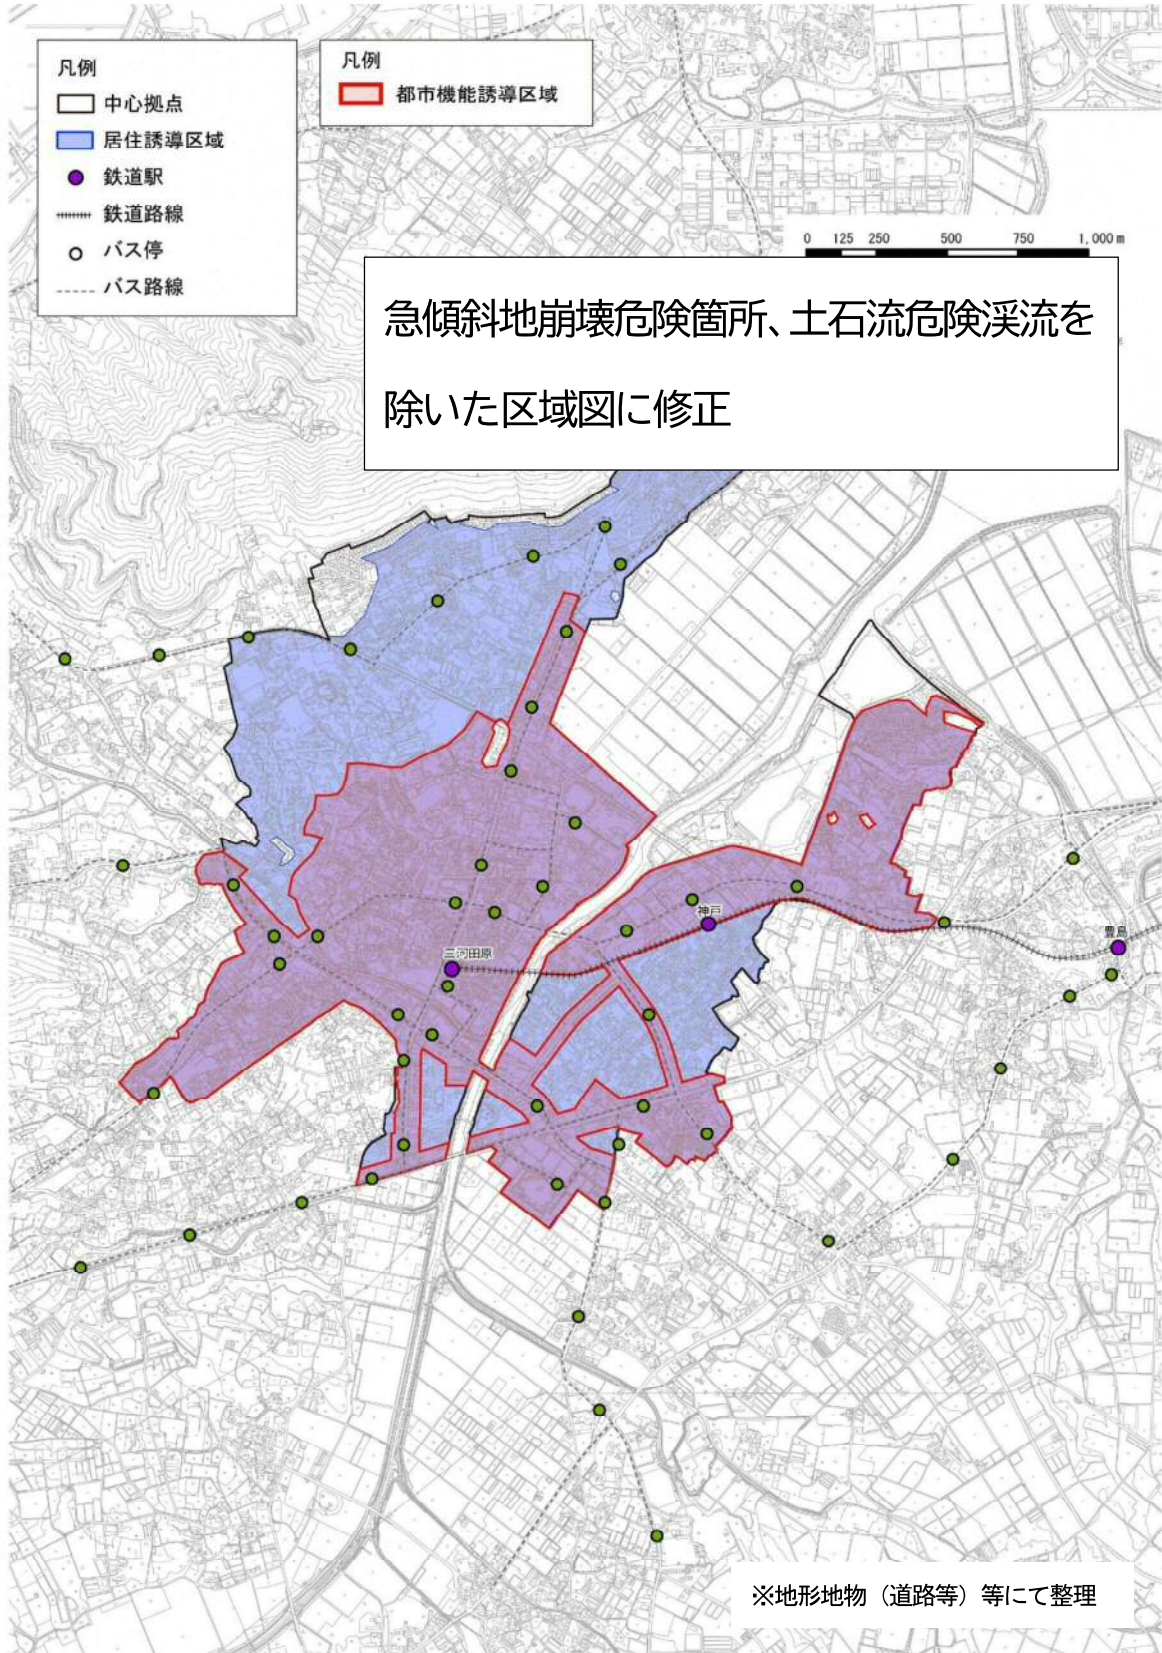 凡例
中心拠点
居住誘導区域
鉄道駅
鉄道路線
バス停
バス路線
凡例
都市機能誘導区域
0 125 250 500 750 1,000 m
急傾斜地崩壊危険箇所、土石流危険渓流を
除いた区域図に修正
神戸
豊島
三河田原
※地形地物（道路等）等にて整理